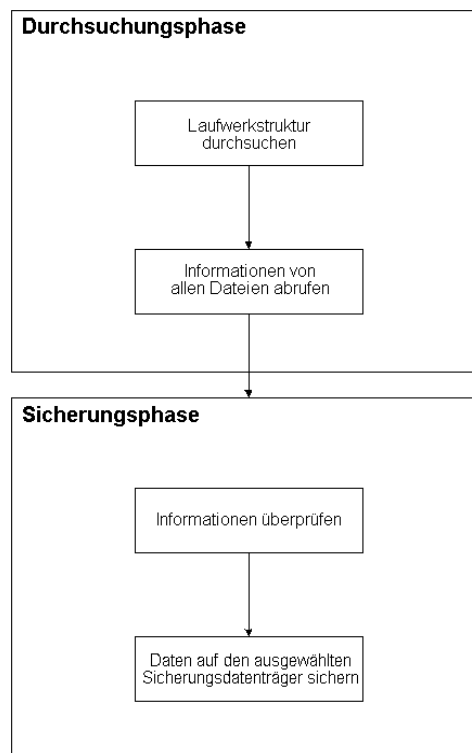 Durchsuchungsphase
Laufwerkstruktur
durchsuchen
Informationen von
allen Dateien abrufen
Sicherungsphase
Informationen überprüfen
Daten auf den ausgewählten
Sicherungsdatenträger sichern